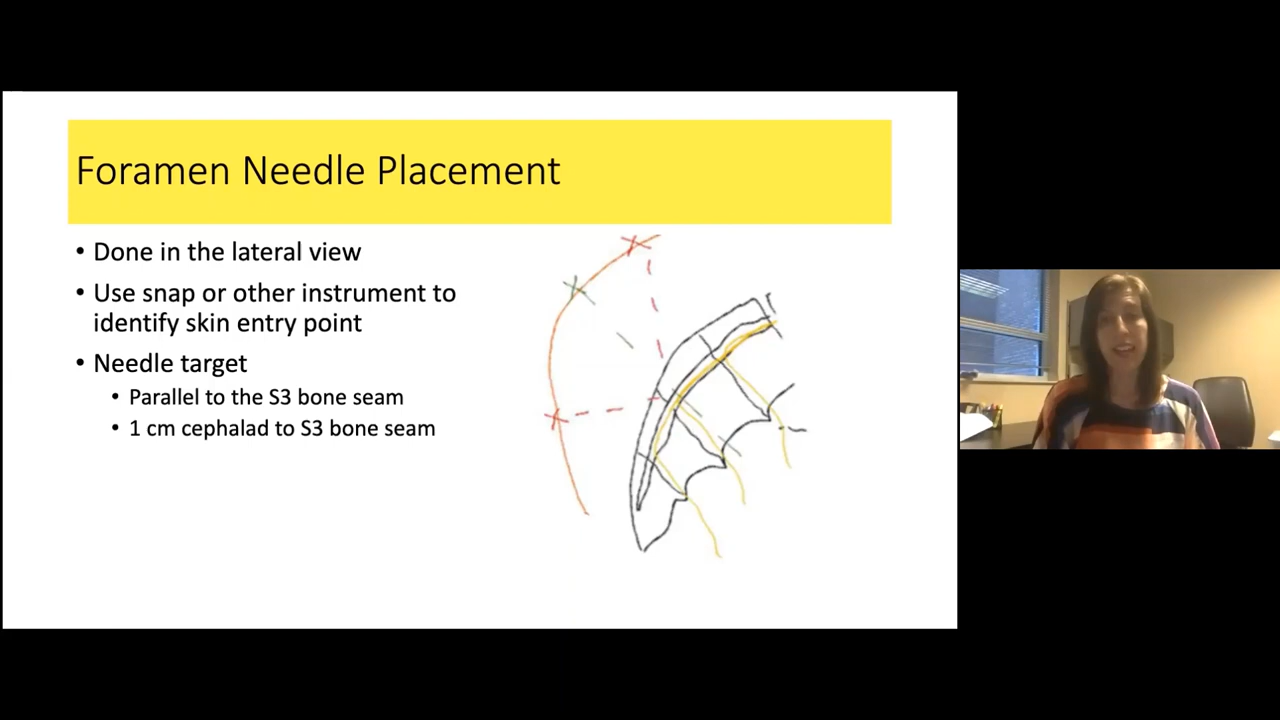 Foramen Needle Placement
• Done in the lateral view
• Use snap or other instrument to
identify skin entry point
• Needle target
• Parallel to the S3 bone seam
• 1 cm cephalad to S3 bone seam